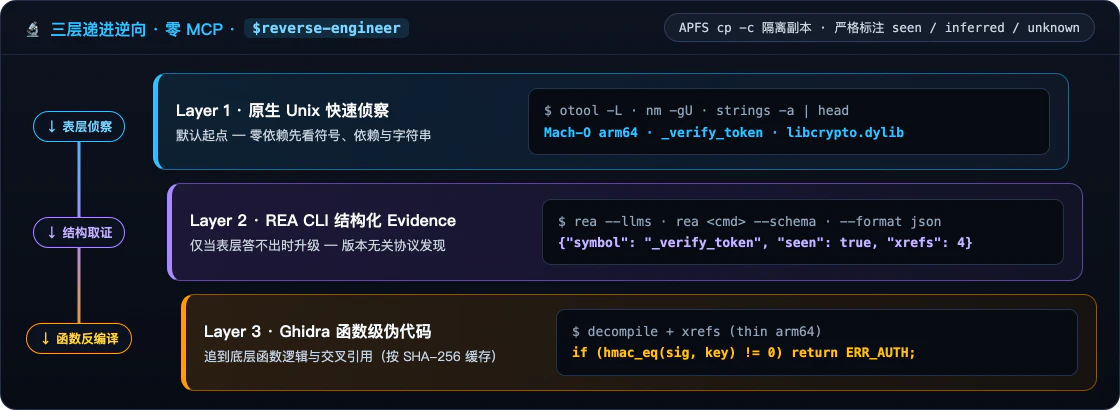 🔬 三层递进逆向 · 零 MCP · $reverse-engineer
APFS cp -c 隔离副本 · 严格标注 seen / inferred / unknown
↓ 表层侦察
Layer 1 · 原生 Unix 快速侦察
默认起点 — 零依赖先看符号、依赖与字符串
$ otool -L · nm -gU · strings -a | head
Mach-O arm64 · _verify_token · libcrypto.dylib
↓ 结构取证
Layer 2 · REA CLI 结构化 Evidence
仅当表层答不出时升级 — 版本无关协议发现
$ rea --llms · rea <cmd> --schema · --format json
{"symbol": "_verify_token", "seen": true, "xrefs": 4}
↓ 函数反编译
Layer 3 · Ghidra 函数级伪代码
追到底层函数逻辑与交叉引用（按 SHA-256 缓存）
$ decompile + xrefs (thin arm64)
if (hmac_eq(sig, key) != 0) return ERR_AUTH;